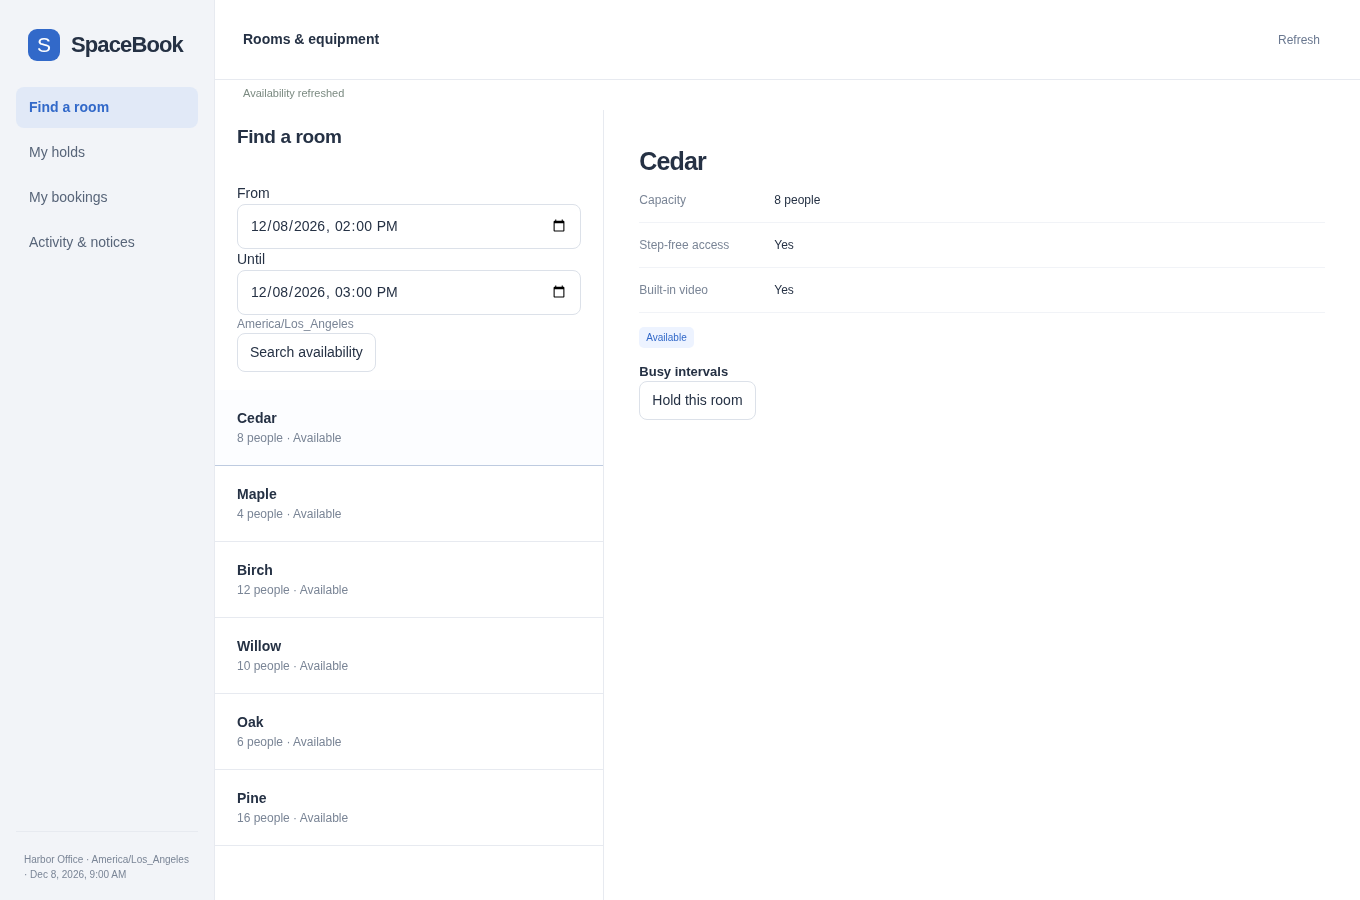 S SpaceBook
Find a room
My holds
My bookings
Activity & notices
Harbor Office · America/Los_Angeles
· Dec 8, 2026, 9:00 AM
Rooms & equipment
Refresh
Availability refreshed
Find a room
From
12/08/2026, 02:00 PM
Until
12/08/2026, 03:00 PM
America/Los_Angeles
Search availability
Cedar
8 people · Available
Maple
4 people · Available
Birch
12 people · Available
Willow
10 people · Available
Oak
6 people · Available
Pine
16 people · Available
Cedar
Capacity 8 people
Step-free access Yes
Built-in video Yes
Available
Busy intervals
Hold this room